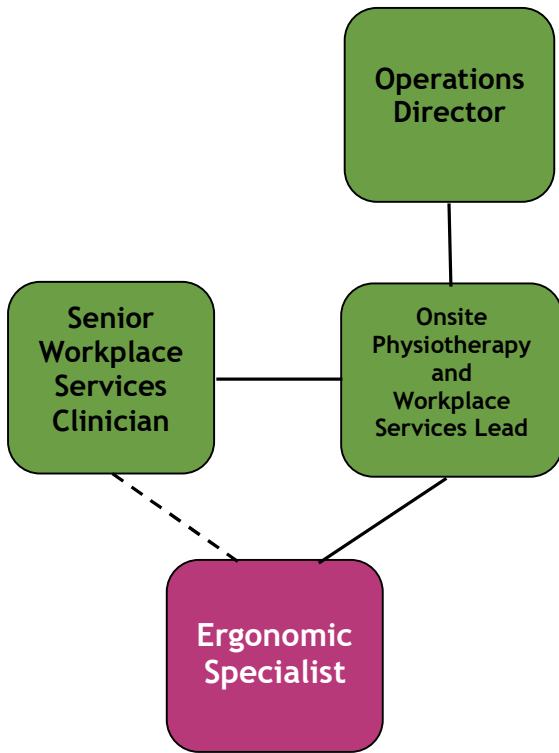 Operations
Director
Senior
Workplace
Services
Clinician
Onsite
Physiotherapy
and
Workplace
Services Lead
Ergonomic
Specialist